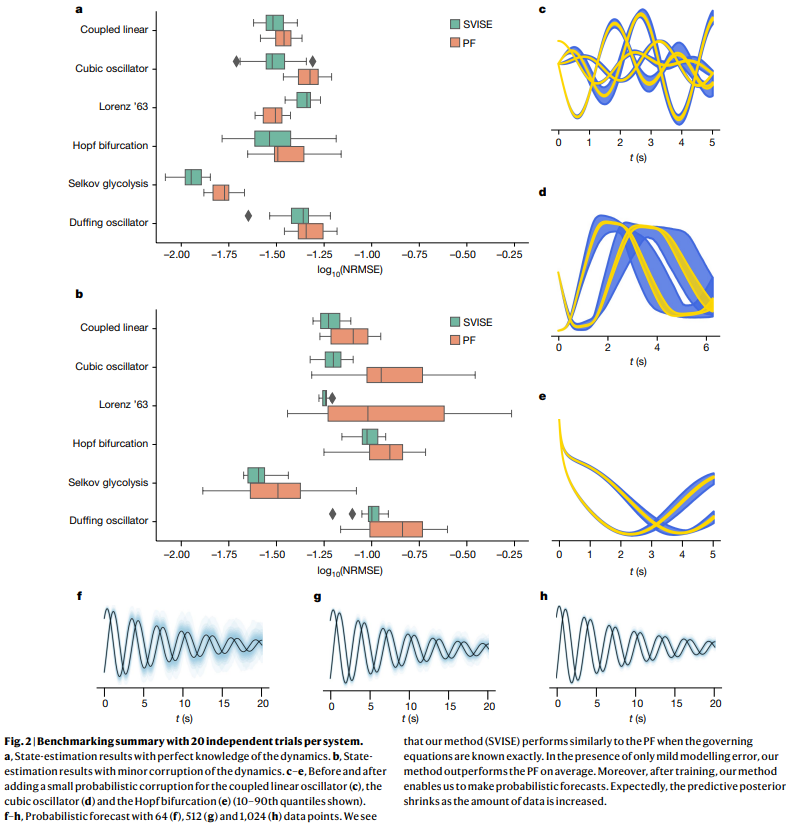 a
Coupled linear
Cubic oscillator
Lorenz '63
Hopf bifurcation
Selkov glycolysis
Duffing oscillator
SVISE
PF
−2.00 −1.75 −1.50 −1.25 −1.00 −0.75 −0.50 −0.25
log10(NRMSE)
b
Coupled linear
Cubic oscillator
Lorenz '63
Hopf bifurcation
Selkov glycolysis
Duffing oscillator
SVISE
PF
−2.00 −1.75 −1.50 −1.25 −1.00 −0.75 −0.50 −0.25
log10(NRMSE)
c
0 1 2 3 4 5
t (s)
d
0 2 4 6
t (s)
e
0 1 2 3 4 5
t (s)
f
0 5 10 15 20
t (s)
g
0 5 10 15 20
t (s)
h
0 5 10 15 20
t (s)
Fig. 2 | Benchmarking summary with 20 independent trials per system.
a, State-estimation results with perfect knowledge of the dynamics. b, State-
estimation results with minor corruption of the dynamics. c–e, Before and after
adding a small probabilistic corruption for the coupled linear oscillator (c), the
cubic oscillator (d) and the Hopf bifurcation (e) (10–90th quantiles shown).
f–h, Probabilistic forecast with 64 (f), 512 (g) and 1,024 (h) data points. We see
that our method (SVISE) performs similarly to the PF when the governing
equations are known exactly. In the presence of only mild modelling error, our
method outperforms the PF on average. Moreover, after training, our method
enables us to make probabilistic forecasts. Expectedly, the predictive posterior
shrinks as the amount of data is increased.